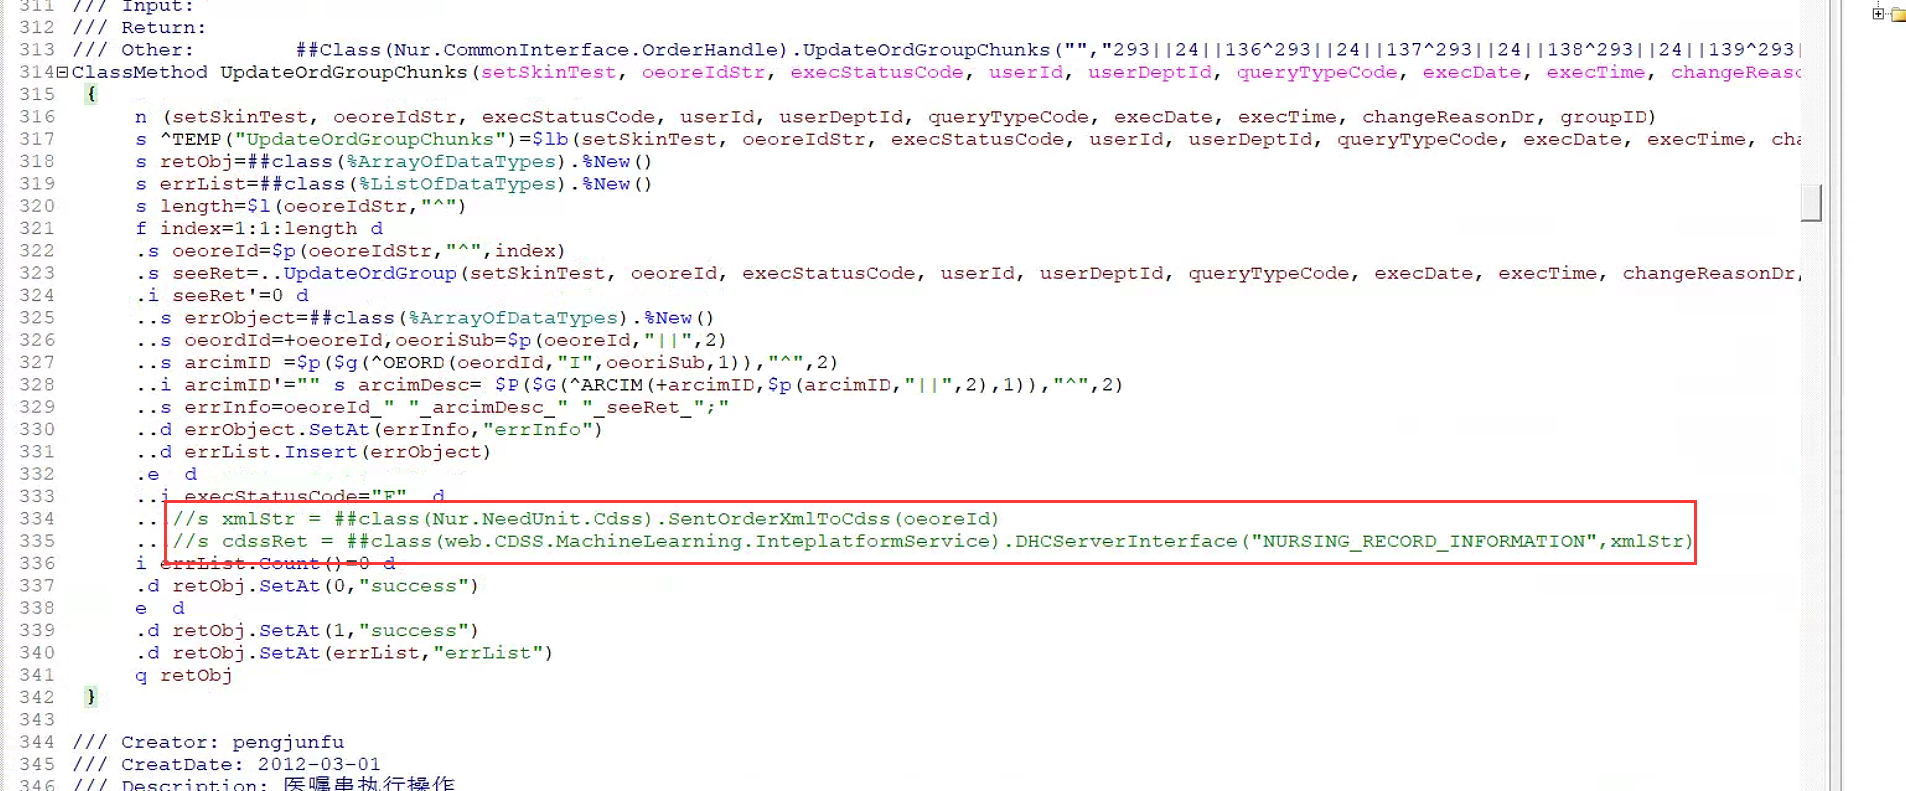 311 /// Input:
312 /// Return:
313 /// Other:         ##Class(Nur.CommonInterface.OrderHandle).UpdateOrdGroupChunks("","293||24||136^293||24||137^293||24||138^293||24||139^293|
314 ClassMethod UpdateOrdGroupChunks(setSkinTest, oeoreIdStr, execStatusCode, userId, userDeptId, queryTypeCode, execDate, execTime, changeReasc
315 {
316 n (setSkinTest, oeoreIdStr, execStatusCode, userId, userDeptId, queryTypeCode, execDate, execTime, changeReasonDr, groupID)
317 s ^TEMP("UpdateOrdGroupChunks")=$lb(setSkinTest, oeoreIdStr, execStatusCode, userId, userDeptId, queryTypeCode, execDate, execTime, cha
318 s retObj=##class(%ArrayOfDataTypes).%New()
319 s errList=##class(%ListOfDataTypes).%New()
320 s length=$l(oeoreIdStr,"^")
321 f index=1:1:length d
322 .s oeoreId=$p(oeoreIdStr,"^",index)
323 .s seeRet=..UpdateOrdGroup(setSkinTest, oeoreId, execStatusCode, userId, userDeptId, queryTypeCode, execDate, execTime, changeReasonDr,
324 .i seeRet'=0 d
325 ..s errObject=##class(%ArrayOfDataTypes).%New()
326 ..s oeordId=+oeoreId,oeoriSub=$p(oeoreId,"||",2)
327 ..s arcimID =$p($g(^OEORD(oeordId,"I",oeoriSub,1)),"^",2)
328 ..i arcimID'="" s arcimDesc= $P($G(^ARCIM(+arcimID,$p(arcimID,"||",2),1)),"^",2)
329 ..s errInfo=oeoreId_" "_arcimDesc_" "_seeRet_";"
330 ..d errObject.SetAt(errInfo,"errInfo")
331 ..d errList.Insert(errObject)
332 .e  d
333 ..i execStatusCode="F"  d
334 ...//s xmlStr = ##class(Nur.NeedUnit.Cdss).SentOrderXmlToCdss(oeoreId)
335 ...//s cdssRet = ##class(web.CDSS.MachineLearning.InteplatformService).DHCServerInterface("NURSING_RECORD_INFORMATION",xmlStr)
336 i errList.Count()=0 d
337 .d retObj.SetAt(0,"success")
338 e  d
339 .d retObj.SetAt(1,"success")
340 .d retObj.SetAt(errList,"errList")
341 q retObj
342 }
343
344 /// Creator: pengjunfu
345 /// CreatDate: 2012-03-01
346 /// Description: 医嘱串执行操作